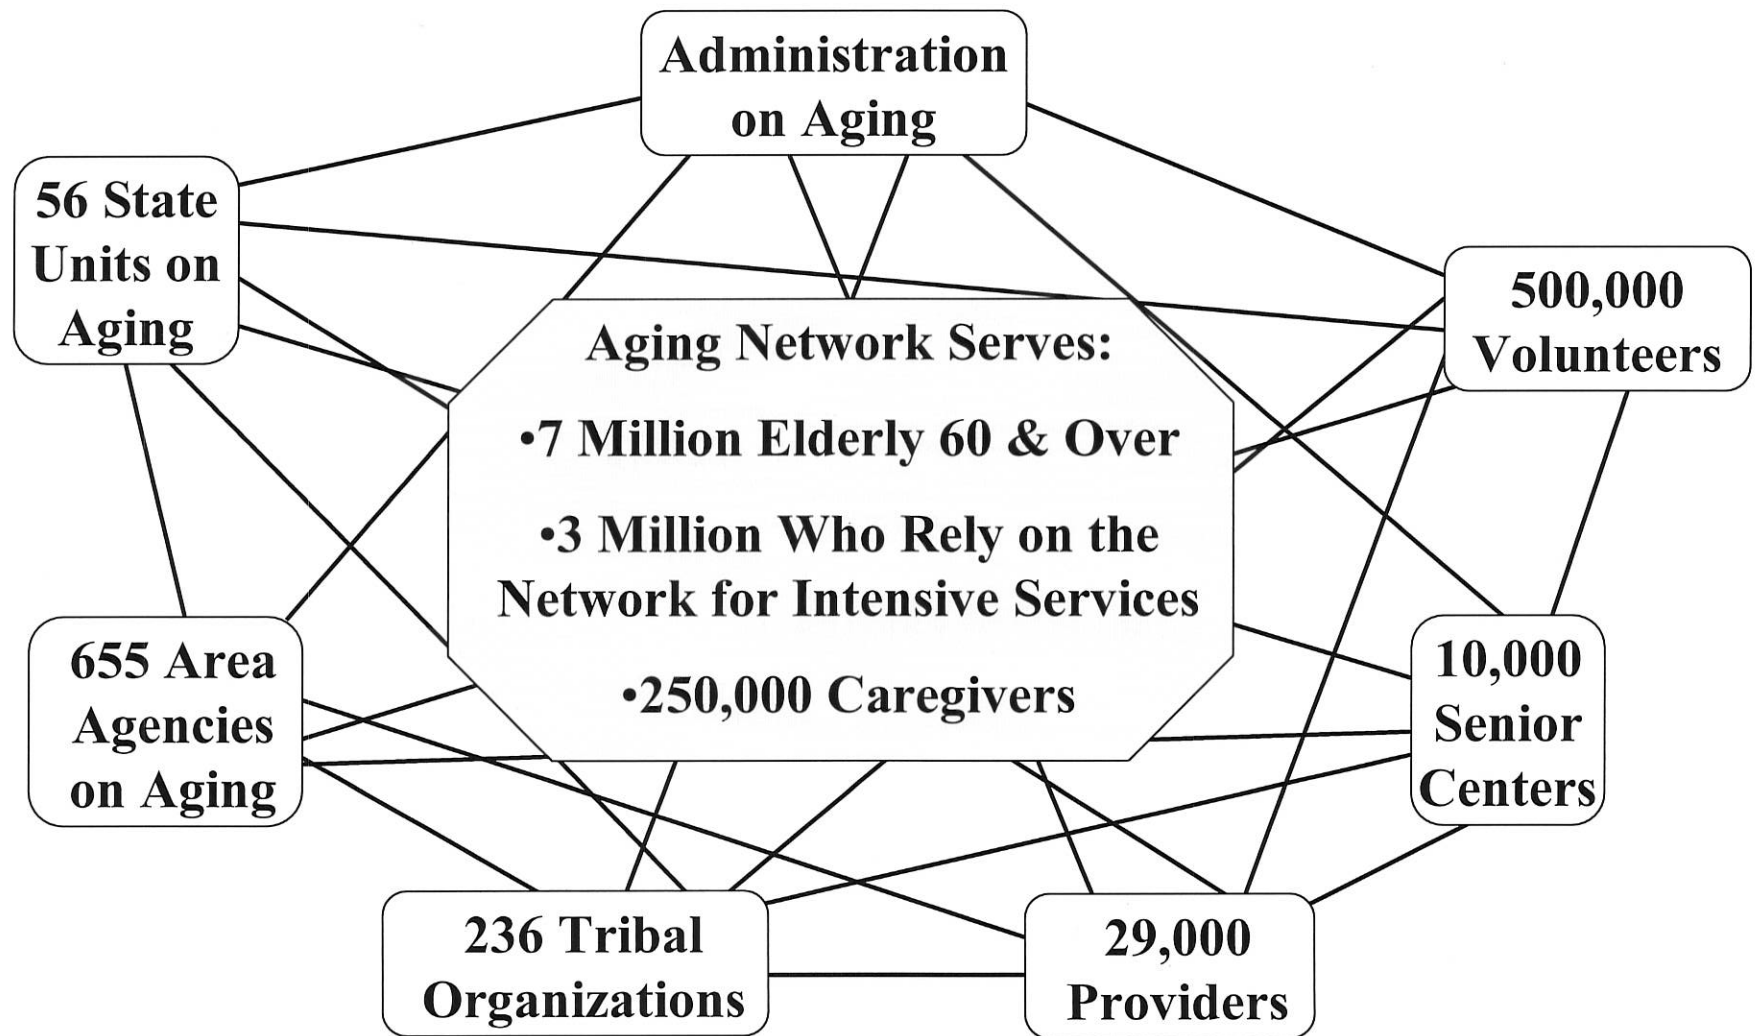 Administration
on Aging
56 State
Units on
Aging
500,000
Volunteers
Aging Network Serves:
•7 Million Elderly 60 & Over
•3 Million Who Rely on the
Network for Intensive Services
•250,000 Caregivers
655 Area
Agencies
on Aging
10,000
Senior
Centers
236 Tribal
Organizations
29,000
Providers